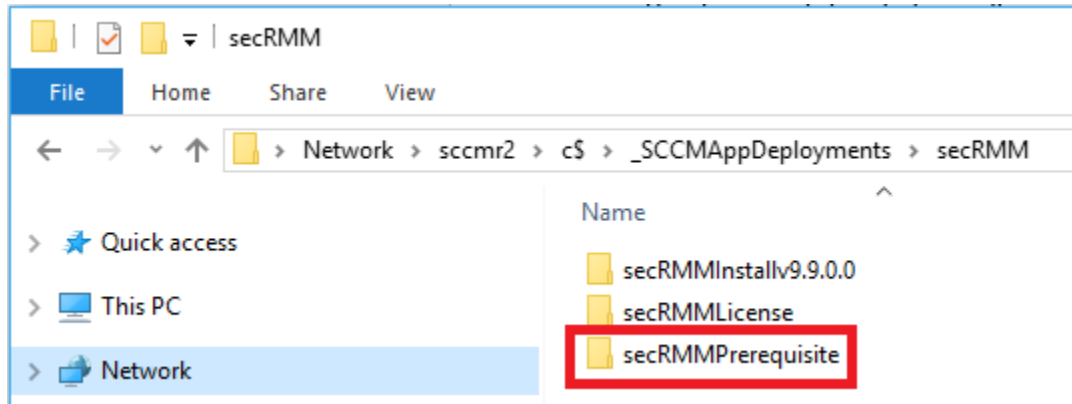 secRMM
File Home Share View
Network > sccmr2 > c$ > _SCCMAppDeployments > secRMM
Name
Quick access
secRMMInstallv9.9.0.0
This PC
secRMMLicense
secRMMPrerequisite
Network